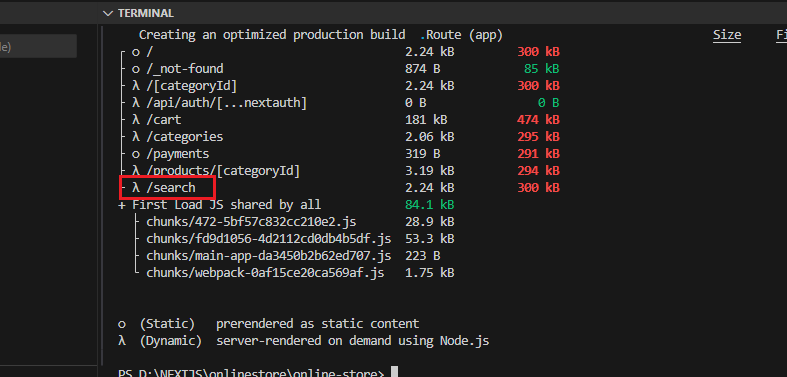 TERMINAL
le)
Creating an optimized production build .Route (app) Size Fi
┌ ○ / 2.24 kB 300 kB
├ ○ /_not-found 874 B 85 kB
├ λ /[categoryId] 2.24 kB 300 kB
├ λ /api/auth/[...nextauth] 0 B 0 B
├ λ /cart 181 kB 474 kB
├ λ /categories 2.06 kB 295 kB
├ ○ /payments 319 B 291 kB
├ λ /products/[categoryId] 3.19 kB 294 kB
└ λ /search 2.24 kB 300 kB
+ First Load JS shared by all 84.1 kB
├ chunks/472-5bf57c832cc210e2.js 28.9 kB
├ chunks/fd9d1056-4d2112cd0db4b5df.js 53.3 kB
├ chunks/main-app-da3450b2b62ed707.js 223 B
└ chunks/webpack-0af15ce20ca569af.js 1.75 kB
○ (Static) prerendered as static content
λ (Dynamic) server-rendered on demand using Node.js
PS D:\NEXTJS\onlinestore\online-store>